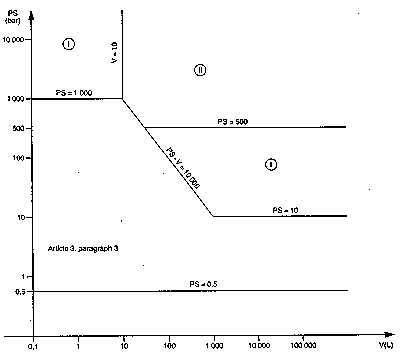 PS
(bar)
10 000
I
V = 10
II
PS = 1 000
1 000
PS = 500
500
100
PS · V = 10 000
I
10
PS = 10
Article 3, paragraph 3
1
PS = 0.5
0.5
0,1
1
10
100
1 000
10 000
100 000
V(L)